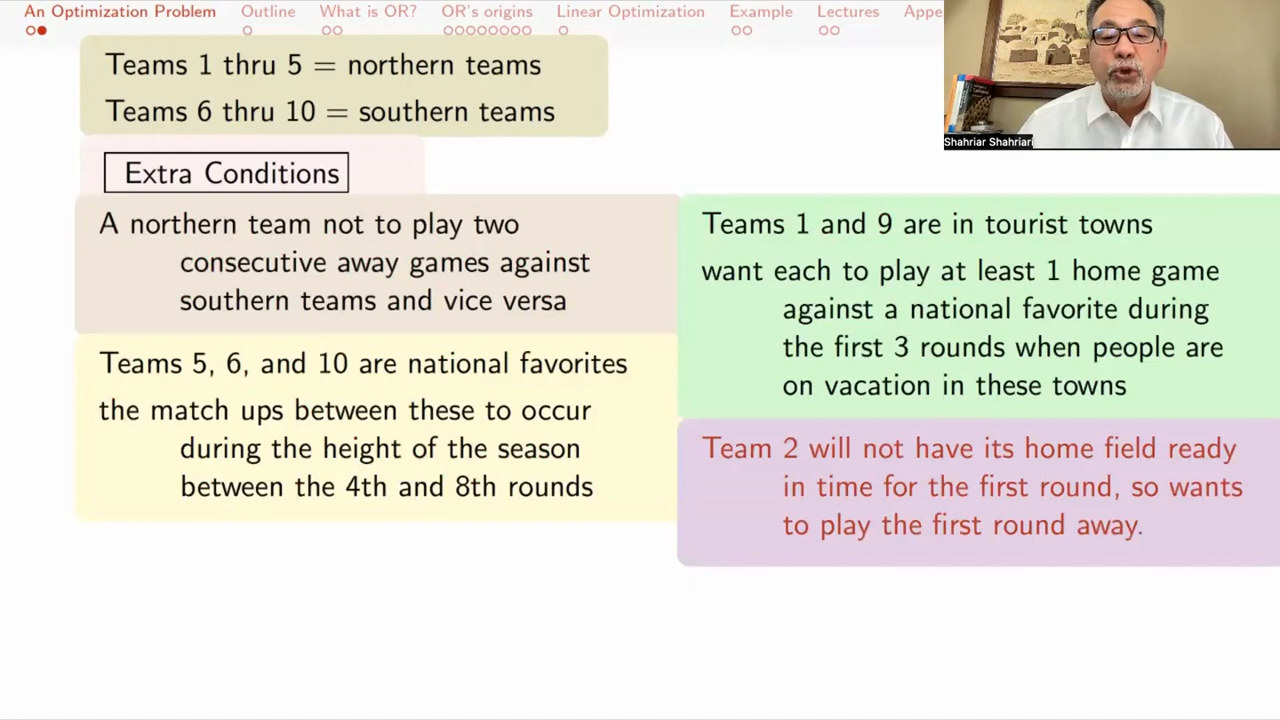 An Optimization Problem Outline What is OR? OR's origins Linear Optimization Example Lectures Appe
Teams 1 thru 5 = northern teams
Teams 6 thru 10 = southern teams
Extra Conditions
A northern team not to play two
consecutive away games against
southern teams and vice versa
Teams 5, 6, and 10 are national favorites
the match ups between these to occur
during the height of the season
between the 4th and 8th rounds
Teams 1 and 9 are in tourist towns
want each to play at least 1 home game
against a national favorite during
the first 3 rounds when people are
on vacation in these towns
Team 2 will not have its home field ready
in time for the first round, so wants
to play the first round away.
Shahriar Shahriari